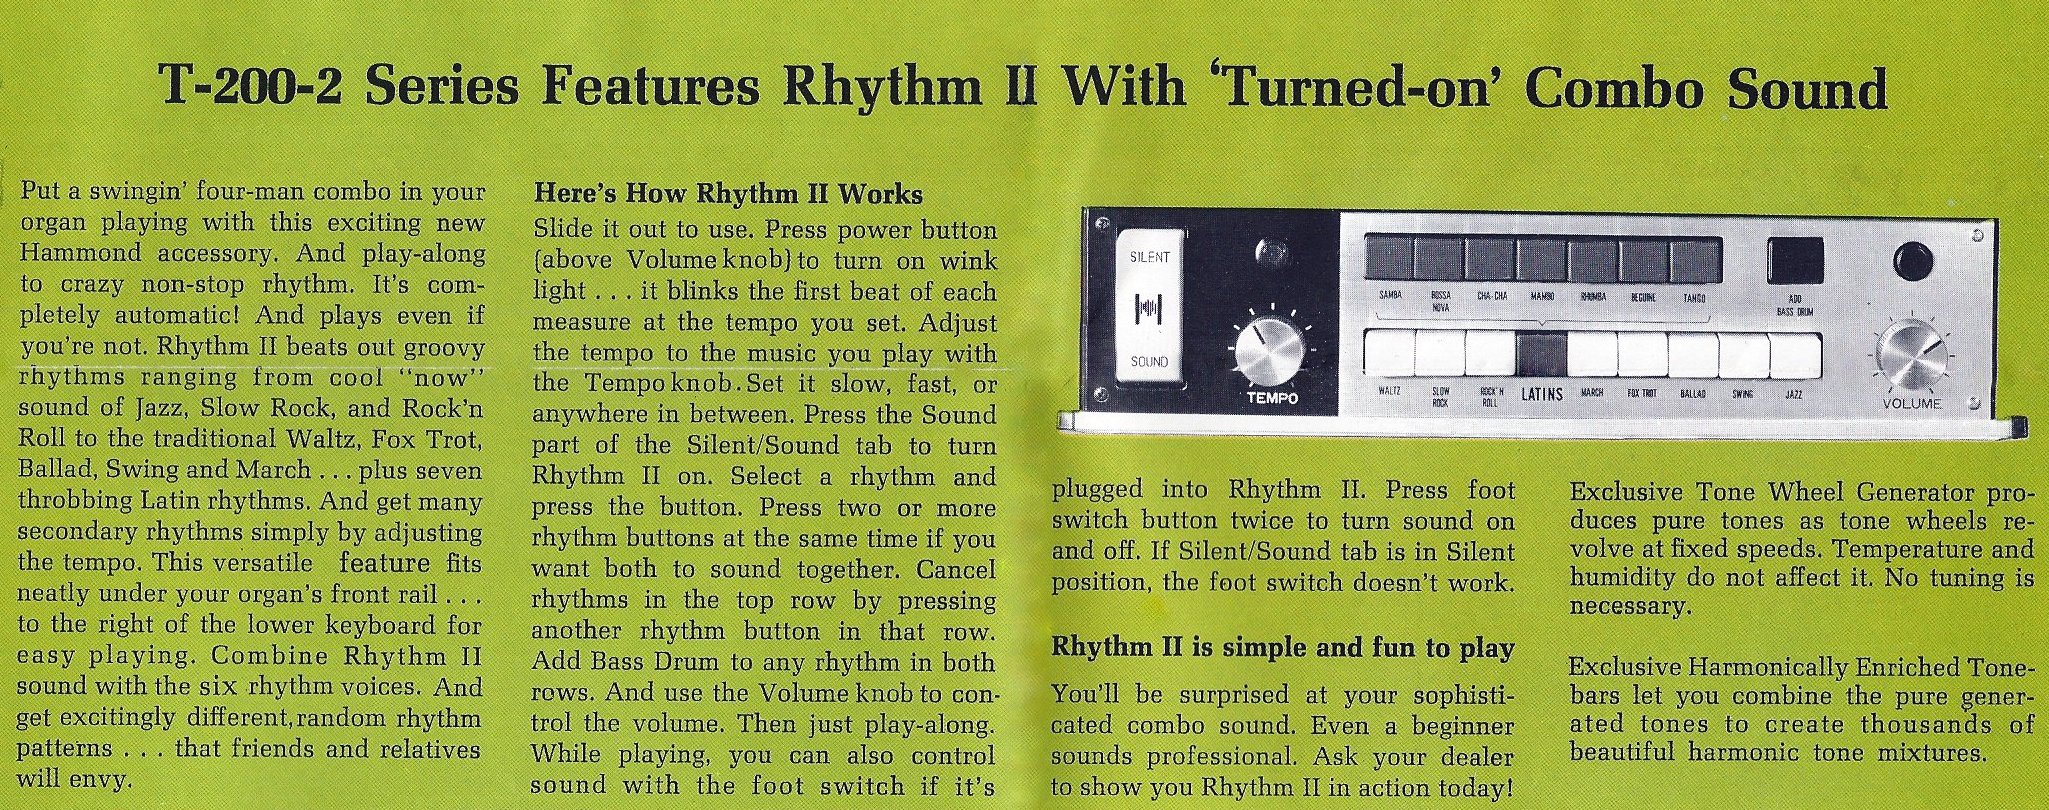 T-200-2 Series Features Rhythm II With ‘Turned-on’ Combo Sound
Put a swingin’ four-man combo in your
organ playing with this exciting new
Hammond accessory. And play-along
to crazy non-stop rhythm. It’s com-
pletely automatic! And plays even if
you’re not. Rhythm II beats out groovy
rhythms ranging from cool “now”
sound of Jazz, Slow Rock, and Rock’n
Roll to the traditional Waltz, Fox Trot,
Ballad, Swing and March . . . plus seven
throbbing Latin rhythms. And get many
secondary rhythms simply by adjusting
the tempo. This versatile feature fits
neatly under your organ’s front rail . . .
to the right of the lower keyboard for
easy playing. Combine Rhythm II
sound with the six rhythm voices. And
get excitingly different, random rhythm
patterns . . . that friends and relatives
will envy.
Here’s How Rhythm II Works
Slide it out to use. Press power button
(above Volume knob) to turn on wink
light . . . it blinks the first beat of each
measure at the tempo you set. Adjust
the tempo to the music you play with
the Tempo knob. Set it slow, fast, or
anywhere in between. Press the Sound
part of the Silent/Sound tab to turn
Rhythm II on. Select a rhythm and
press the button. Press two or more
rhythm buttons at the same time if you
want both to sound together. Cancel
rhythms in the top row by pressing
another rhythm button in that row.
Add Bass Drum to any rhythm in both
rows. And use the Volume knob to con-
trol the volume. Then just play-along.
While playing, you can also control
sound with the foot switch if it’s
SILENT
SOUND
TEMPO
SAMBA BOSSA NOVA CHA-CHA MAMBO RHUMBA BEGUINE TANGO
ADD
BASS DRUM
WALTZ SLOW ROCK ROCK'N ROLL LATINS MARCH FOX TROT BALLAD SWING JAZZ
VOLUME
plugged into Rhythm II. Press foot
switch button twice to turn sound on
and off. If Silent/Sound tab is in Silent
position, the foot switch doesn’t work.
Rhythm II is simple and fun to play
You’ll be surprised at your sophisti-
cated combo sound. Even a beginner
sounds professional. Ask your dealer
to show you Rhythm II in action today!
Exclusive Tone Wheel Generator pro-
duces pure tones as tone wheels re-
volve at fixed speeds. Temperature and
humidity do not affect it. No tuning is
necessary.
Exclusive Harmonically Enriched Tone-
bars let you combine the pure gener-
ated tones to create thousands of
beautiful harmonic tone mixtures.